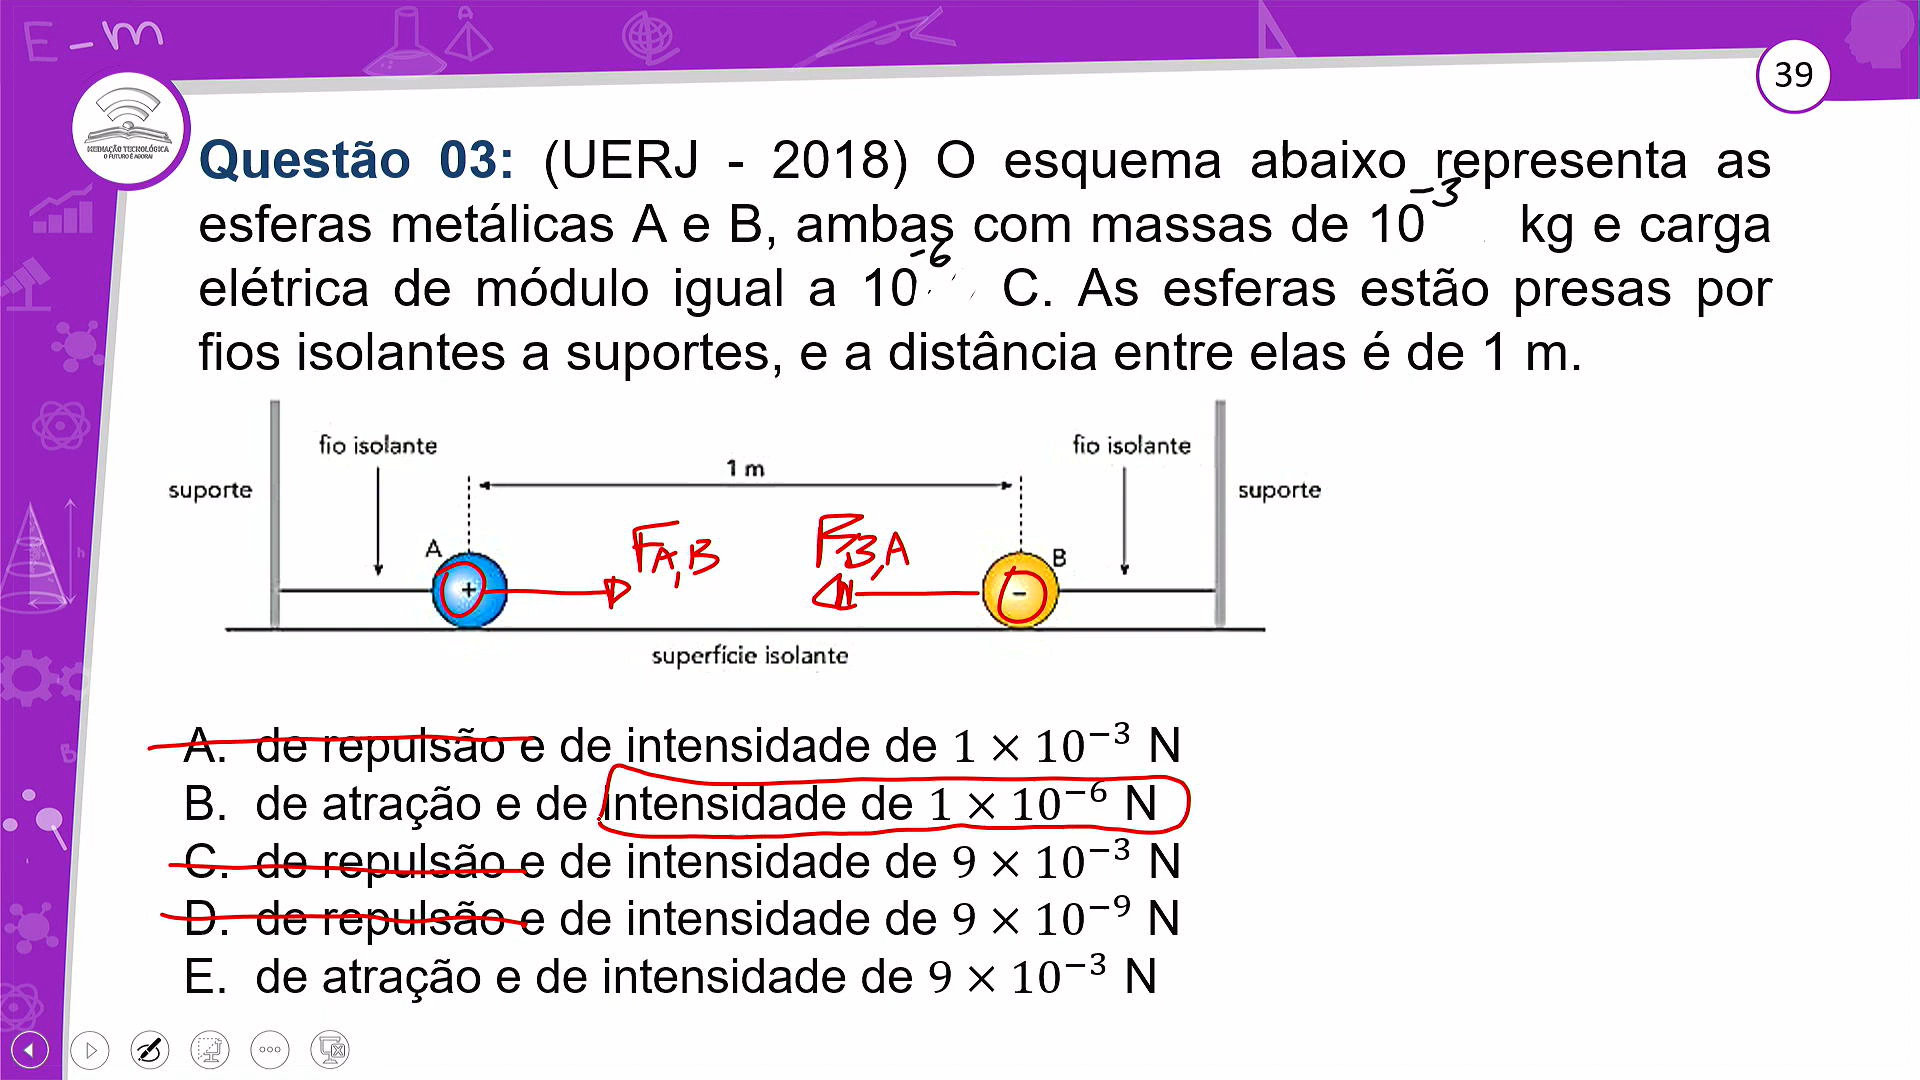 E-m
39
MEDIAÇÃO TECNOLÓGICA
O FUTURO É AGORA!
Questão 03: (UERJ - 2018) O esquema abaixo representa as
esferas metálicas A e B, ambas com massas de 10⁻³ kg e carga
elétrica de módulo igual a 10⁻⁶ C. As esferas estão presas por
fios isolantes a suportes, e a distância entre elas é de 1 m.
fio isolante
fio isolante
1 m
suporte
suporte
A
F_A,B
F_B,A
B
+
-
superfície isolante
A. de repulsão e de intensidade de 1 × 10⁻³ N
B. de atração e de intensidade de 1 × 10⁻⁶ N
C. de repulsão e de intensidade de 9 × 10⁻³ N
D. de repulsão e de intensidade de 9 × 10⁻⁹ N
E. de atração e de intensidade de 9 × 10⁻³ N